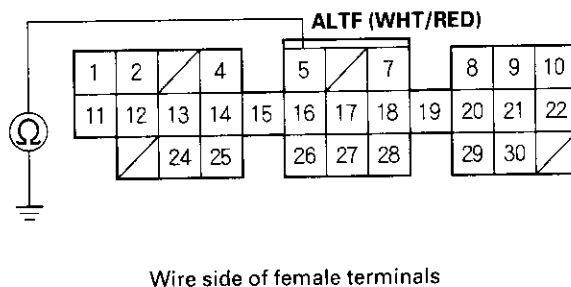 ALTF (WHT/RED)
1 2 4 5 7 8 9 10
Ω 11 12 13 14 15 16 17 18 19 20 21 22
24 25 26 27 28 29 30
Wire side of female terminals